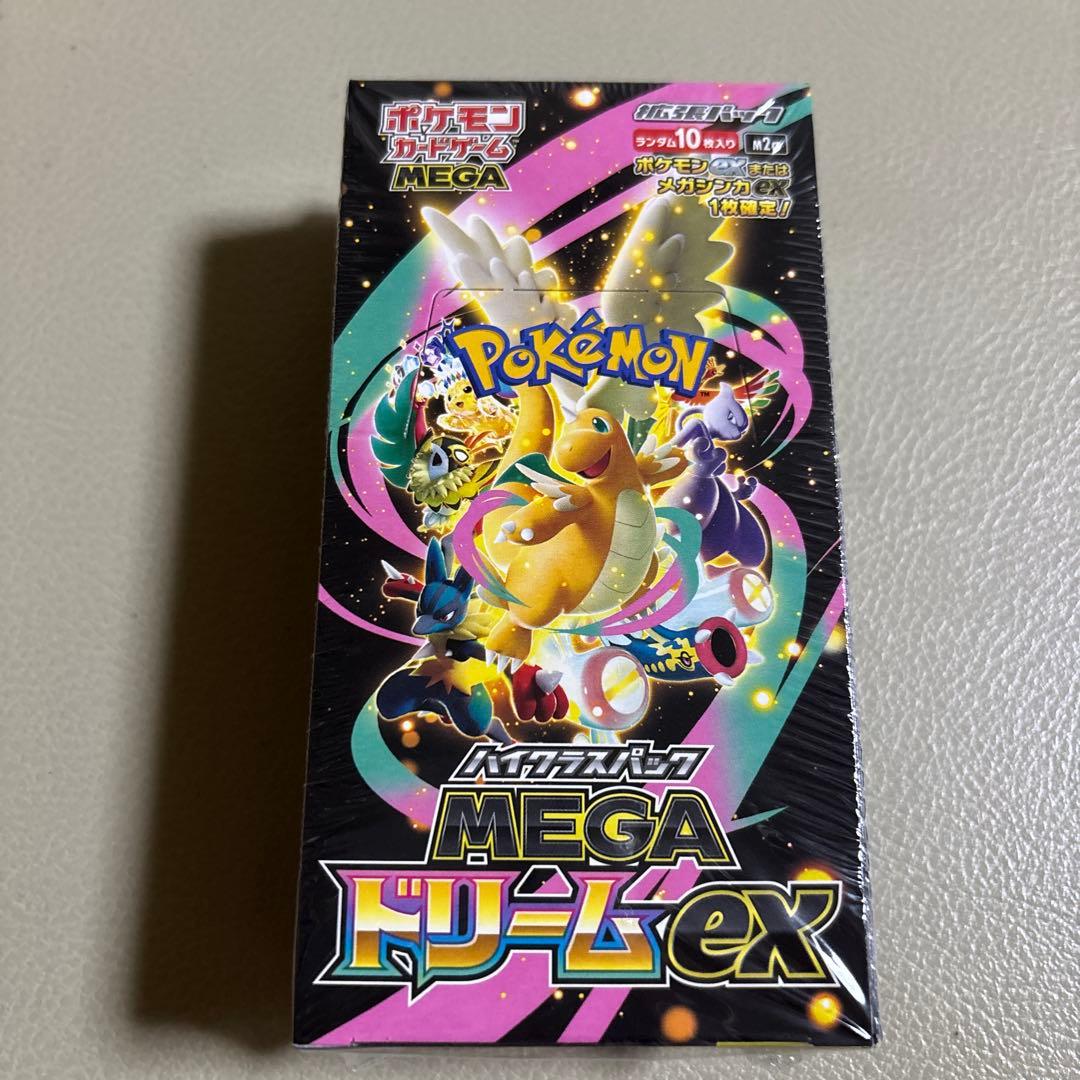 ポケモン
カードゲーム
MEGA
拡張パック
ランダム10枚入り M2a
ポケモンexまたは
メガシンカex
1枚確定!
POKéMON
TM
ハイクラスパック
MEGA
ドリームex